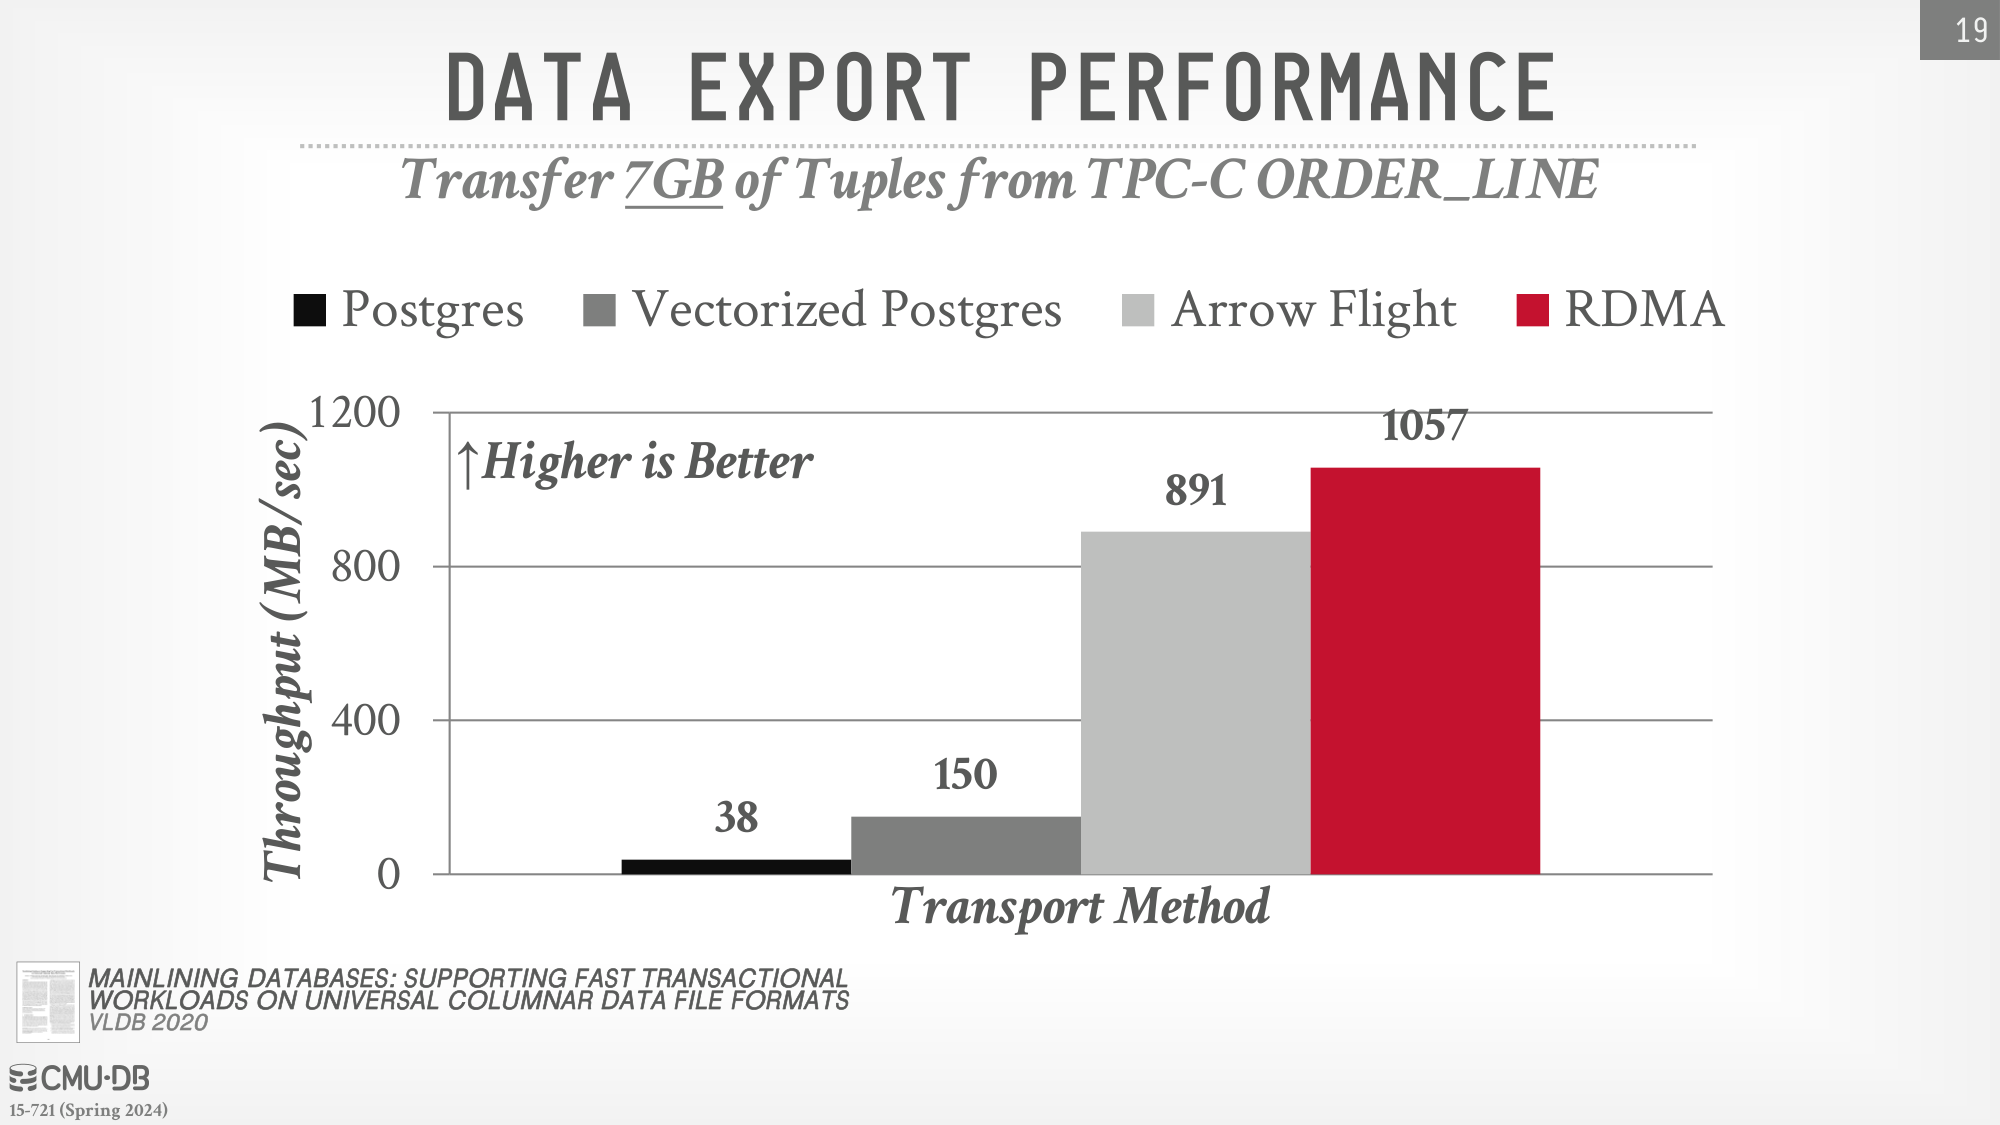 19
DATA EXPORT PERFORMANCE
Transfer 7GB of Tuples from TPC-C ORDER_LINE
Postgres
Vectorized Postgres
Arrow Flight
RDMA
Throughput (MB/sec)
1200
800
400
0
↑Higher is Better
38
150
891
1057
Transport Method
MAINLINING DATABASES: SUPPORTING FAST TRANSACTIONAL
WORKLOADS ON UNIVERSAL COLUMNAR DATA FILE FORMATS
VLDB 2020
CMU·DB
15-721 (Spring 2024)